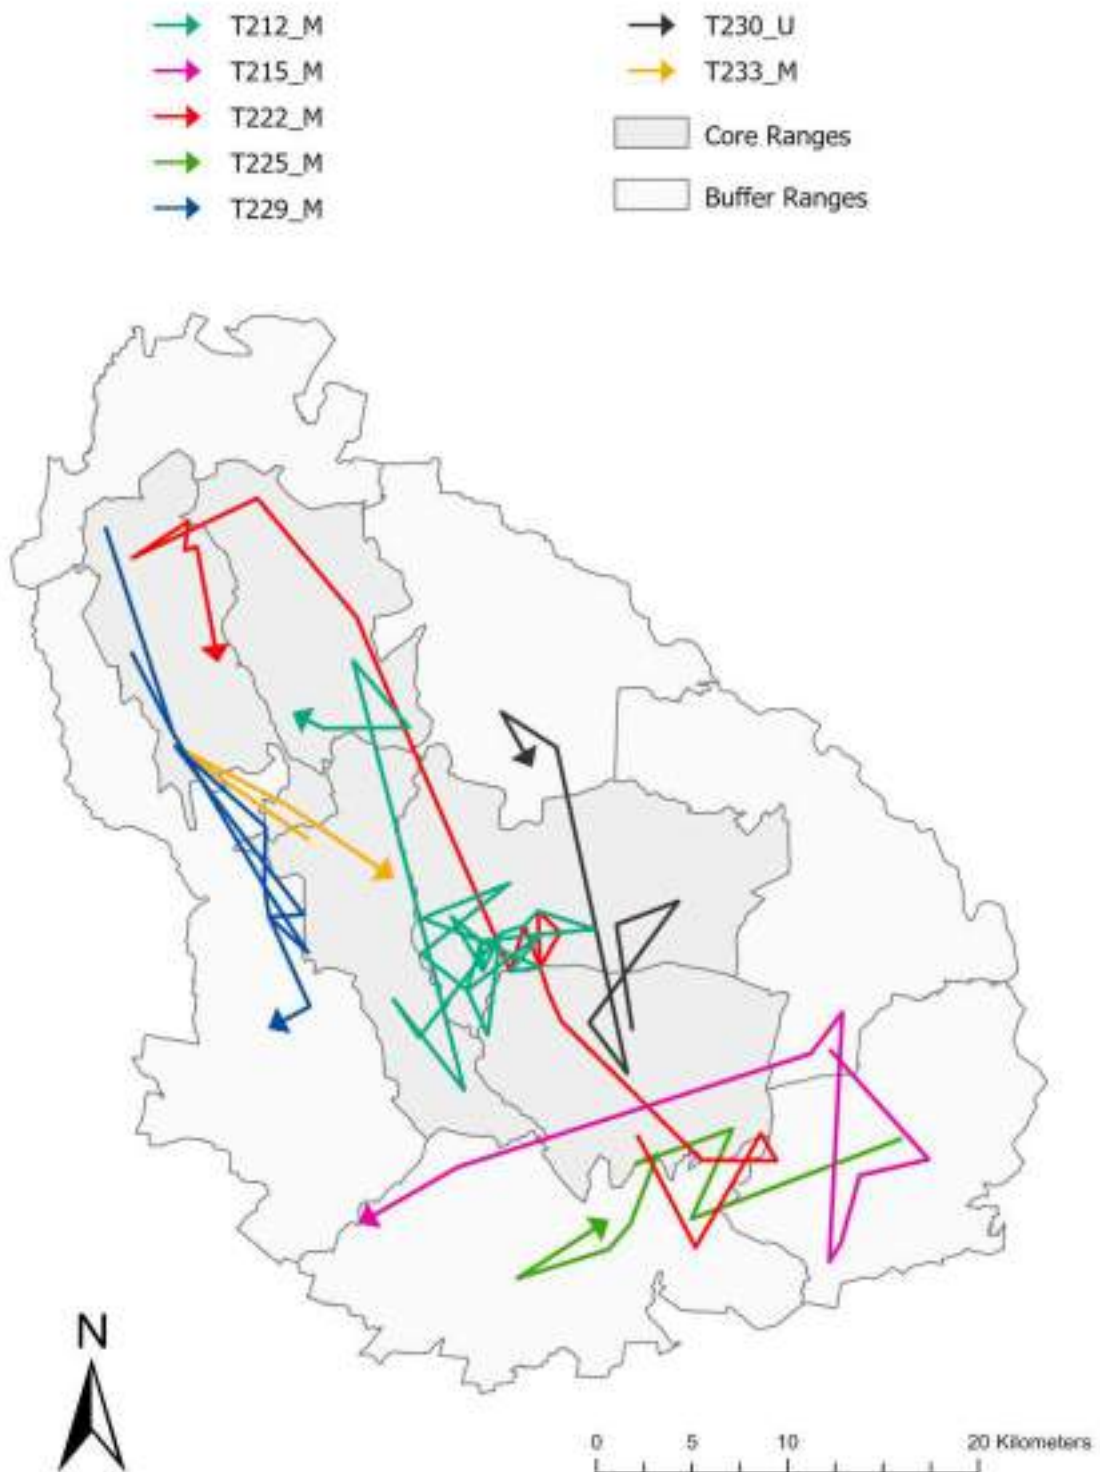 T212_M
T215_M
T222_M
T225_M
T229_M
T230_U
T233_M
Core Ranges
Buffer Ranges
N
0 5 10 20 Kilometers